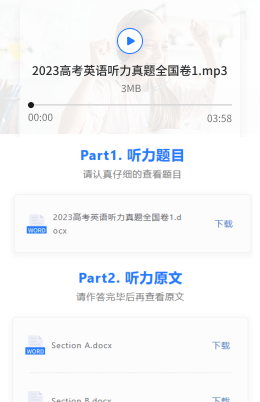 2023高考英语听力真题全国卷1.mp3
3MB
00:00
03:58
Part1. 听力题目
请认真仔细的查看题目
2023高考英语听力真题全国卷1.d
ocx
WORD
下载
Part2. 听力原文
请作答完毕后再查看原文
WORD
Section A.docx
下载
Section B.docx
下载